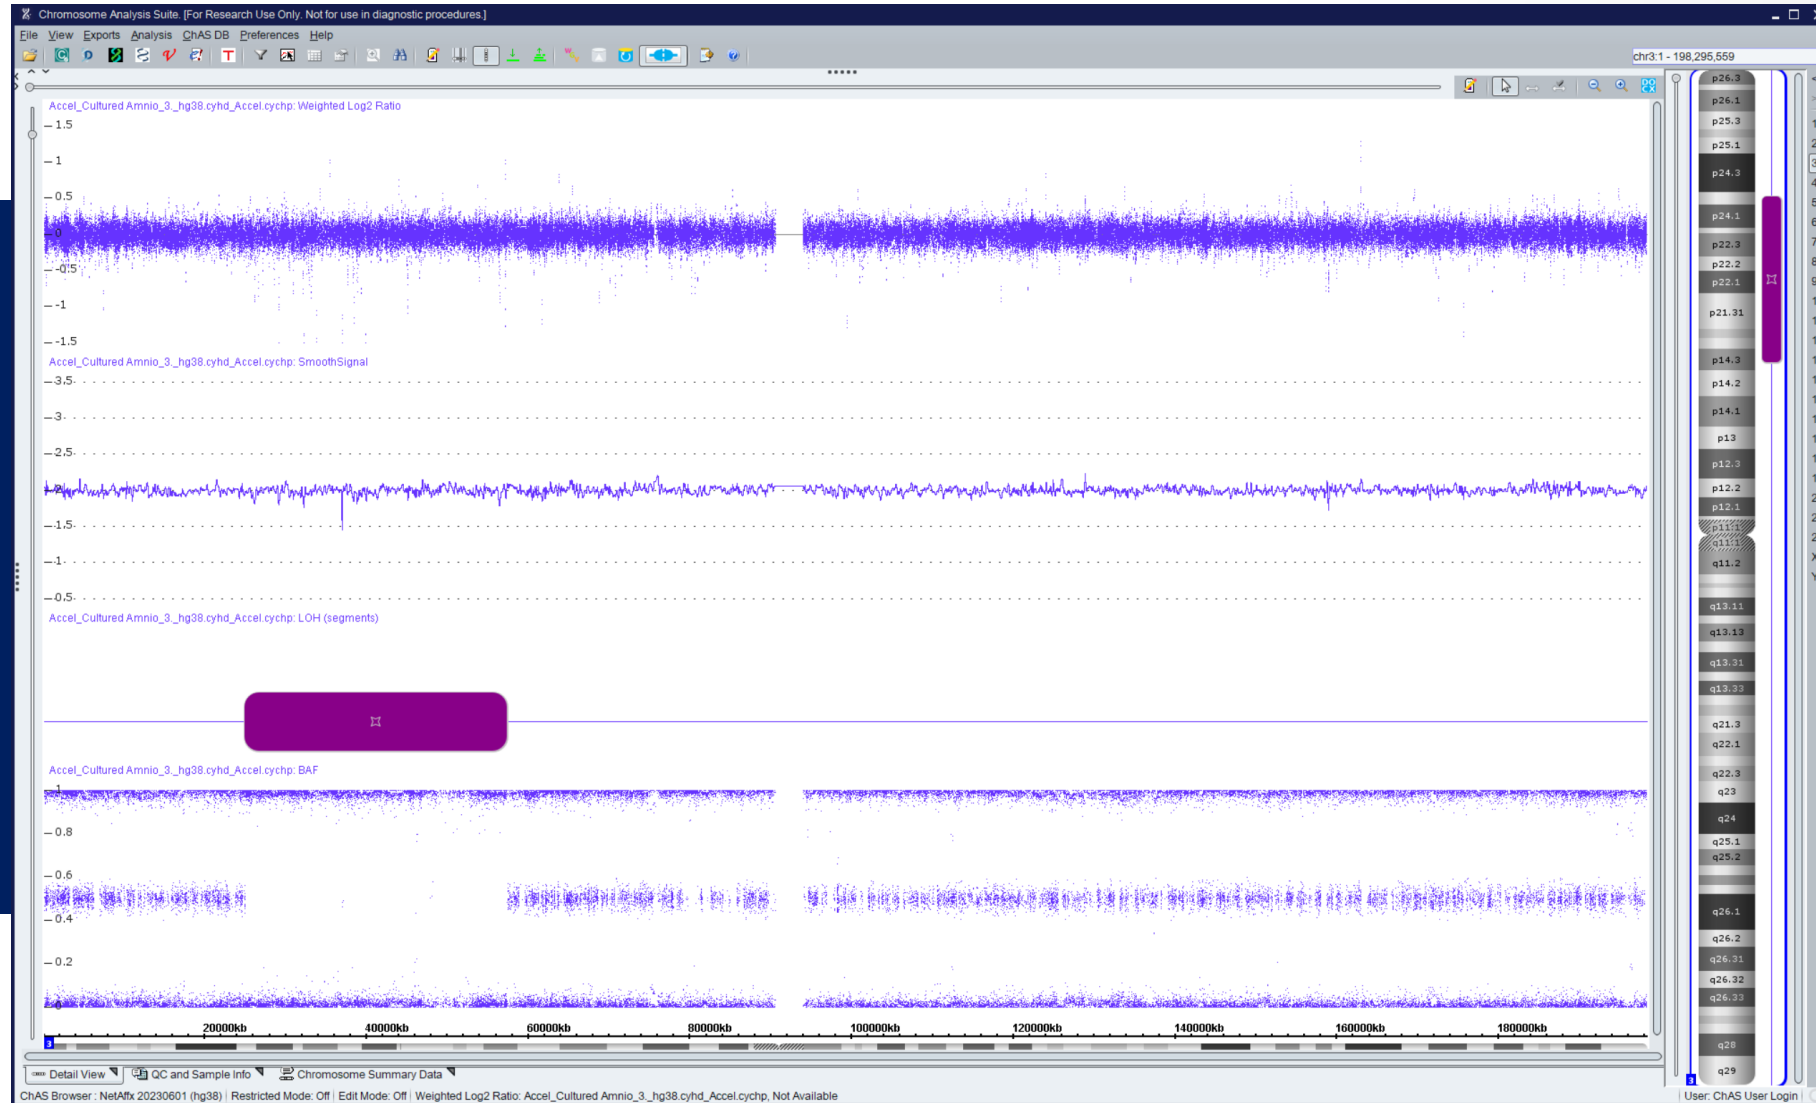 Chromosome Analysis Suite. [For Research Use Only. Not for use in diagnostic procedures.]
File View Exports Analysis ChAS DB Preferences Help
chr3:1 - 198,295,559
Accel_Cultured Amnio_3._hg38.cyhd_Accel.cychp: Weighted Log2 Ratio
1.5
1
0.5
0
-0.5
-1
-1.5
Accel_Cultured Amnio_3._hg38.cyhd_Accel.cychp: SmoothSignal
3.5
3
2.5
2
1.5
1
0.5
Accel_Cultured Amnio_3._hg38.cyhd_Accel.cychp: LOH (segments)
Accel_Cultured Amnio_3._hg38.cyhd_Accel.cychp: BAF
1
0.8
0.6
0.4
0.2
0
20000kb 40000kb 60000kb 80000kb 100000kb 120000kb 140000kb 160000kb 180000kb
3
p26.3
p26.1
p25.3
p25.1
p24.3
p24.1
p22.3
p22.2
p22.1
p21.31
p14.3
p14.2
p14.1
p13
p12.3
p12.2
p12.1
p11.1
q11.1
q11.2
q13.11
q13.13
q13.31
q13.33
q21.3
q22.1
q22.3
q23
q24
q25.1
q25.2
q26.1
q26.2
q26.31
q26.32
q26.33
q28
q29
3
Detail View QC and Sample Info Chromosome Summary Data
ChAS Browser : NetAffx 20230601 (hg38) Restricted Mode: Off Edit Mode: Off Weighted Log2 Ratio: Accel_Cultured Amnio_3._hg38.cyhd_Accel.cychp, Not Available User: ChAS User Login